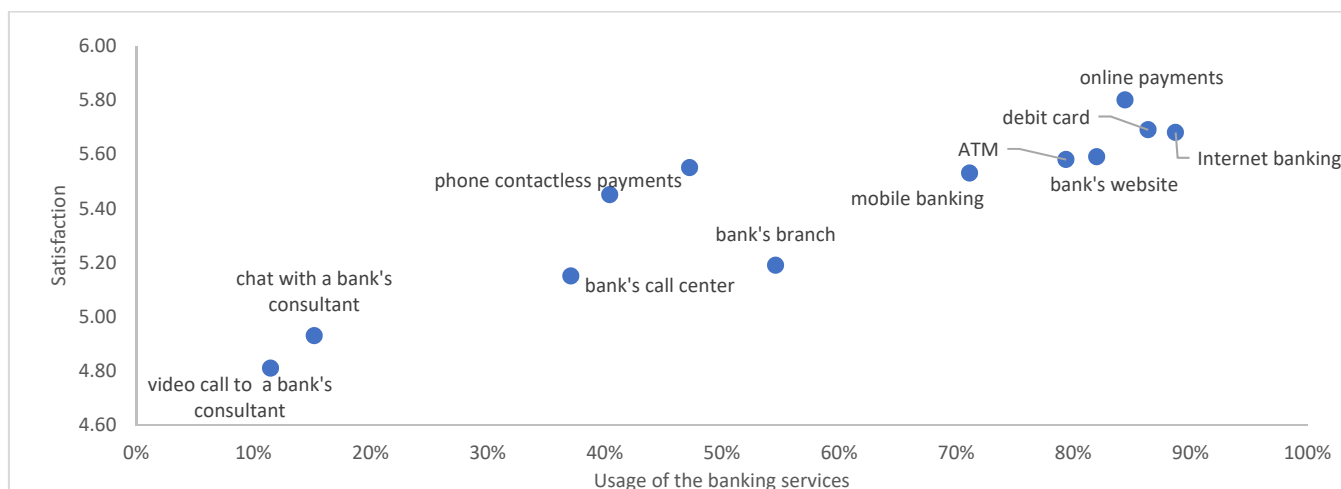 6.00
5.80
5.60
5.40
5.20
5.00
4.80
4.60
Satisfaction
online payments
debit card
ATM
Internet banking
bank's website
mobile banking
phone contactless payments
bank's branch
bank's call center
chat with a bank's
consultant
video call to  a bank's
consultant
0% 10% 20% 30% 40% 50% 60% 70% 80% 90% 100%
Usage of the banking services